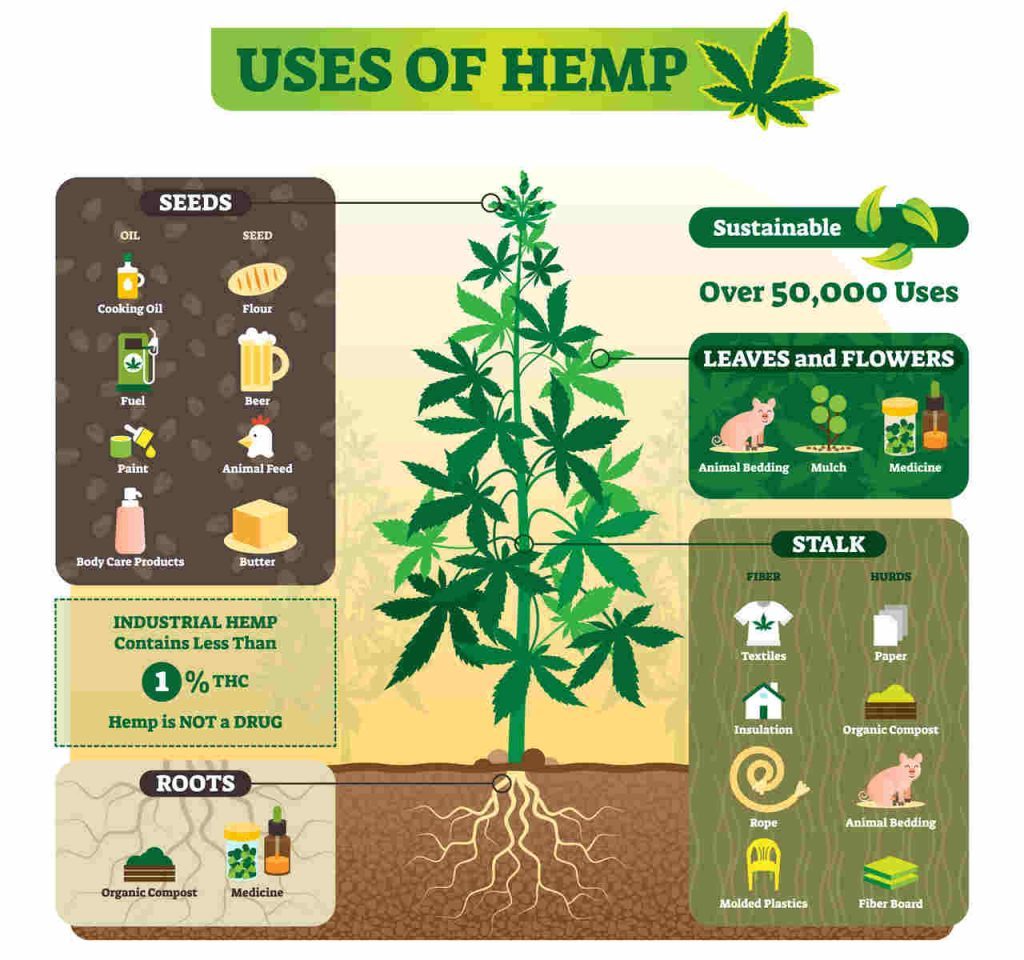 USES OF HEMP
SEEDS
OIL
SEED
Cooking Oil
Flour
Fuel
Beer
Paint
Animal Feed
Body Care Products
Butter
INDUSTRIAL HEMP
Contains Less Than
1 % THC
Hemp is NOT a DRUG
ROOTS
Organic Compost
Medicine
Sustainable
Over 50,000 Uses
LEAVES and FLOWERS
Animal Bedding
Mulch
Medicine
STALK
FIBER
HURDS
Textiles
Paper
Insulation
Organic Compost
Rope
Animal Bedding
Molded Plastics
Fiber Board